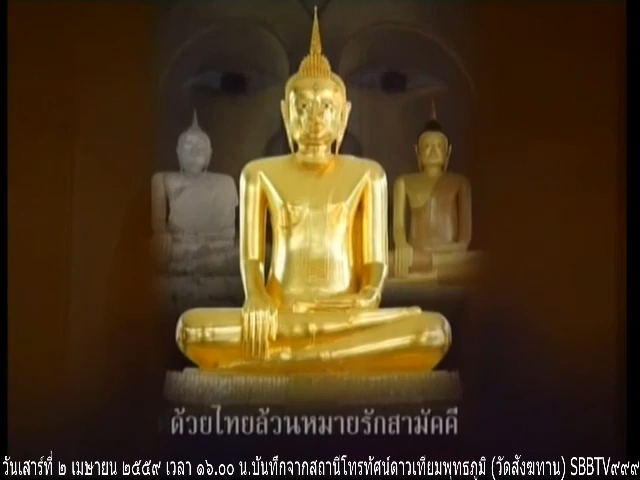 ด้วยไทยล้วนหมายรักสามัคคี
วันเสาร์ที่ ๒ เมษายน ๒๕๕๙ เวลา ๑๖.๐๐ น.บันทึกจากสถานีโทรทัศน์ดาวเทียมพุทธภูมิ (วัดสังฆทาน) SBBTV๙๙๙